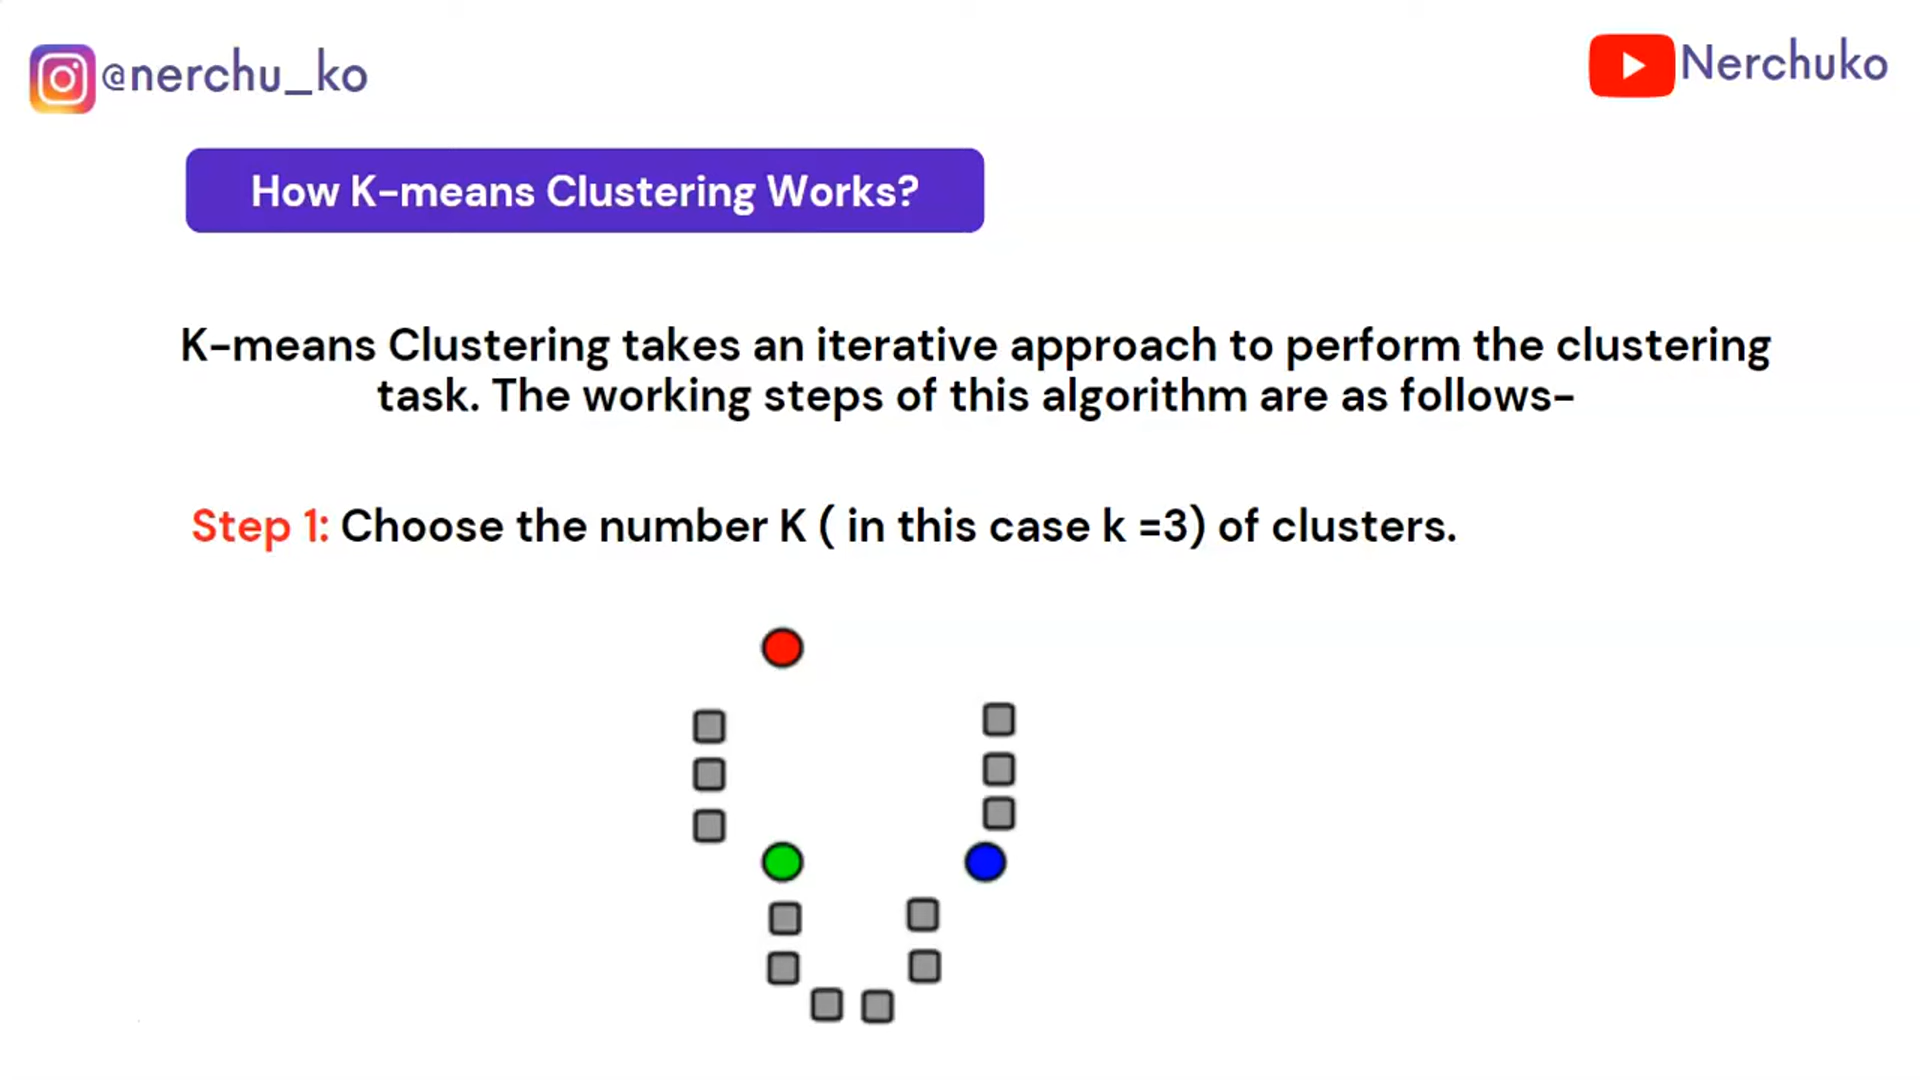 @nerchu_ko
Nerchuko
How K-means Clustering Works?
K-means Clustering takes an iterative approach to perform the clustering
task. The working steps of this algorithm are as follows-
Step 1: Choose the number K ( in this case k =3) of clusters.